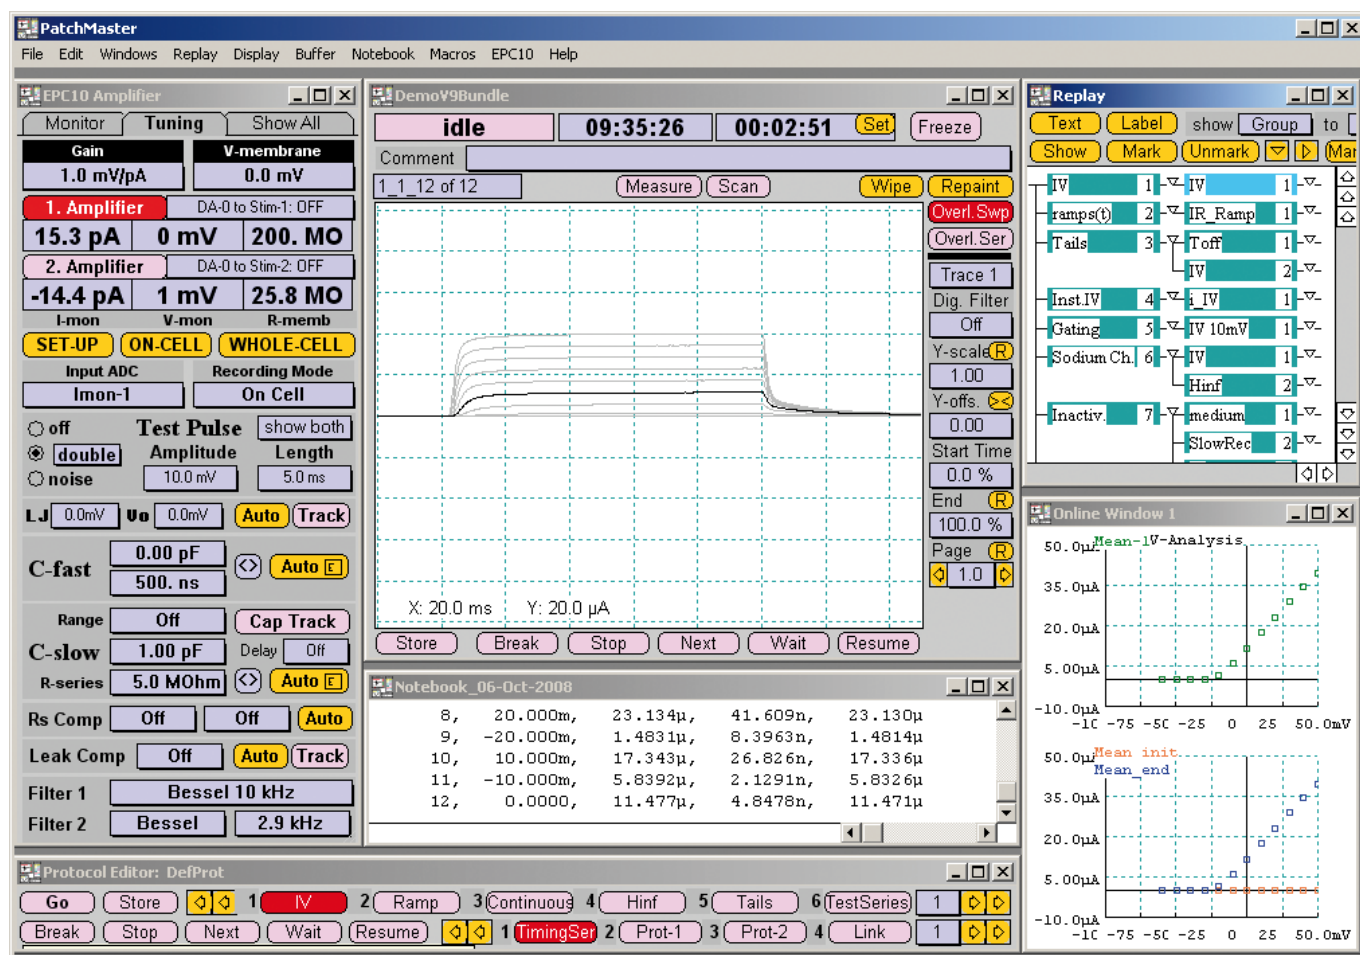 PatchMaster
File Edit Windows Replay Display Buffer Notebook Macros EPC10 Help
EPC10 Amplifier
Monitor Tuning Show All
Gain V-membrane
1.0 mV/pA 0.0 mV
1. Amplifier DA-0 to Stim-1: OFF
15.3 pA 0 mV 200. MO
2. Amplifier DA-0 to Stim-2: OFF
-14.4 pA 1 mV 25.8 MO
I-mon V-mon R-memb
SET-UP ON-CELL WHOLE-CELL
Input ADC Recording Mode
Imon-1 On Cell
off Test Pulse show both
double Amplitude Length
noise 10.0 mV 5.0 ms
LJ 0.0mV Vo 0.0mV Auto Track
C-fast 0.00 pF <> Auto E
500. ns
Range Off Cap Track
C-slow 1.00 pF Delay Off
R-series 5.0 MOhm <> Auto E
Rs Comp Off Off Auto
Leak Comp Off Auto Track
Filter 1 Bessel 10 kHz
Filter 2 Bessel 2.9 kHz
DemoV9Bundle
idle 09:35:26 00:02:51 Set Freeze
Comment
1_1_12 of 12 Measure Scan Wipe Repaint
Overl.Swp
Overl.Ser
Trace 1
Dig. Filter
Off
Y-scale R
1.00
Y-offs. ><
0.00
Start Time
0.0 %
End R
100.0 %
Page R
1.0
X: 20.0 ms Y: 20.0 µA
Store Break Stop Next Wait Resume
Notebook_06-Oct-2008
8, 20.000m, 23.134µ, 41.609n, 23.130µ
9, -20.000m, 1.4831µ, 8.3963n, 1.4814µ
10, 10.000m, 17.343µ, 26.826n, 17.336µ
11, -10.000m, 5.8392µ, 2.1291n, 5.8326µ
12, 0.0000, 11.477µ, 4.8478n, 11.471µ
Replay
Text Label show Group to
Show Mark Unmark Mar
IV 1 IV 1
ramps(t) 2 IR_Ramp 1
Tails 3 Toff 1
IV 2
Inst.IV 4 i_IV 1
Gating 5 IV 10mV 1
Sodium Ch. 6 IV 1
Hinf 2
Inactiv. 7 medium 1
SlowRec 2
Online Window 1
50.0µA Mean-1 V-Analysis
35.0µA
20.0µA
5.00µA
-10.0µA
-10 -75 -50 -25 0 25 50.0mV
50.0µA Mean init
Mean_end
35.0µA
20.0µA
5.00µA
-10.0µA
-10 -75 -50 -25 0 25 50.0mV
Protocol Editor: DefProt
Go Store 1 IV 2 Ramp 3 Continuous 4 Hinf 5 Tails 6 TestSeries 1
Break Stop Next Wait Resume 1 TimingSer 2 Prot-1 3 Prot-2 4 Link 1